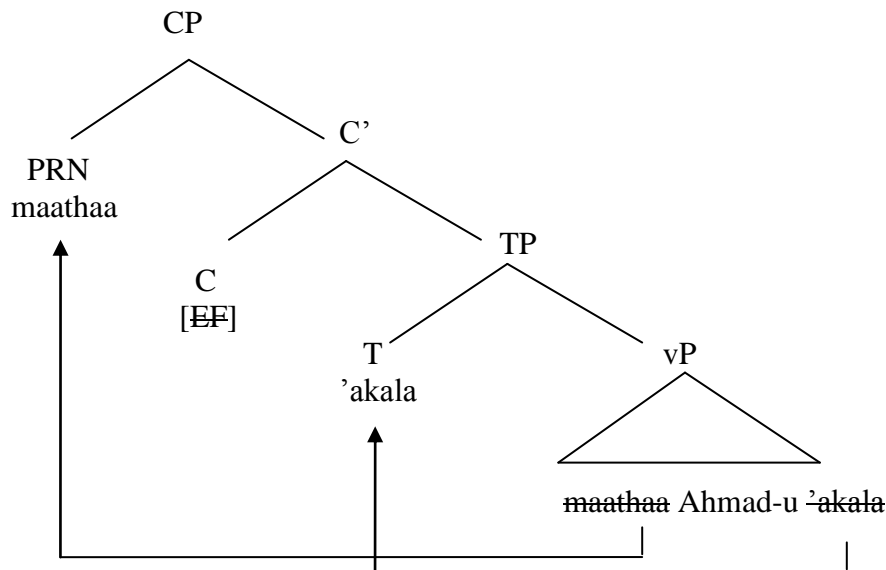 CP
C’
PRN
maathaa
TP
C
[EF]
T
’akala
vP
maathaa Ahmad-u ’akala